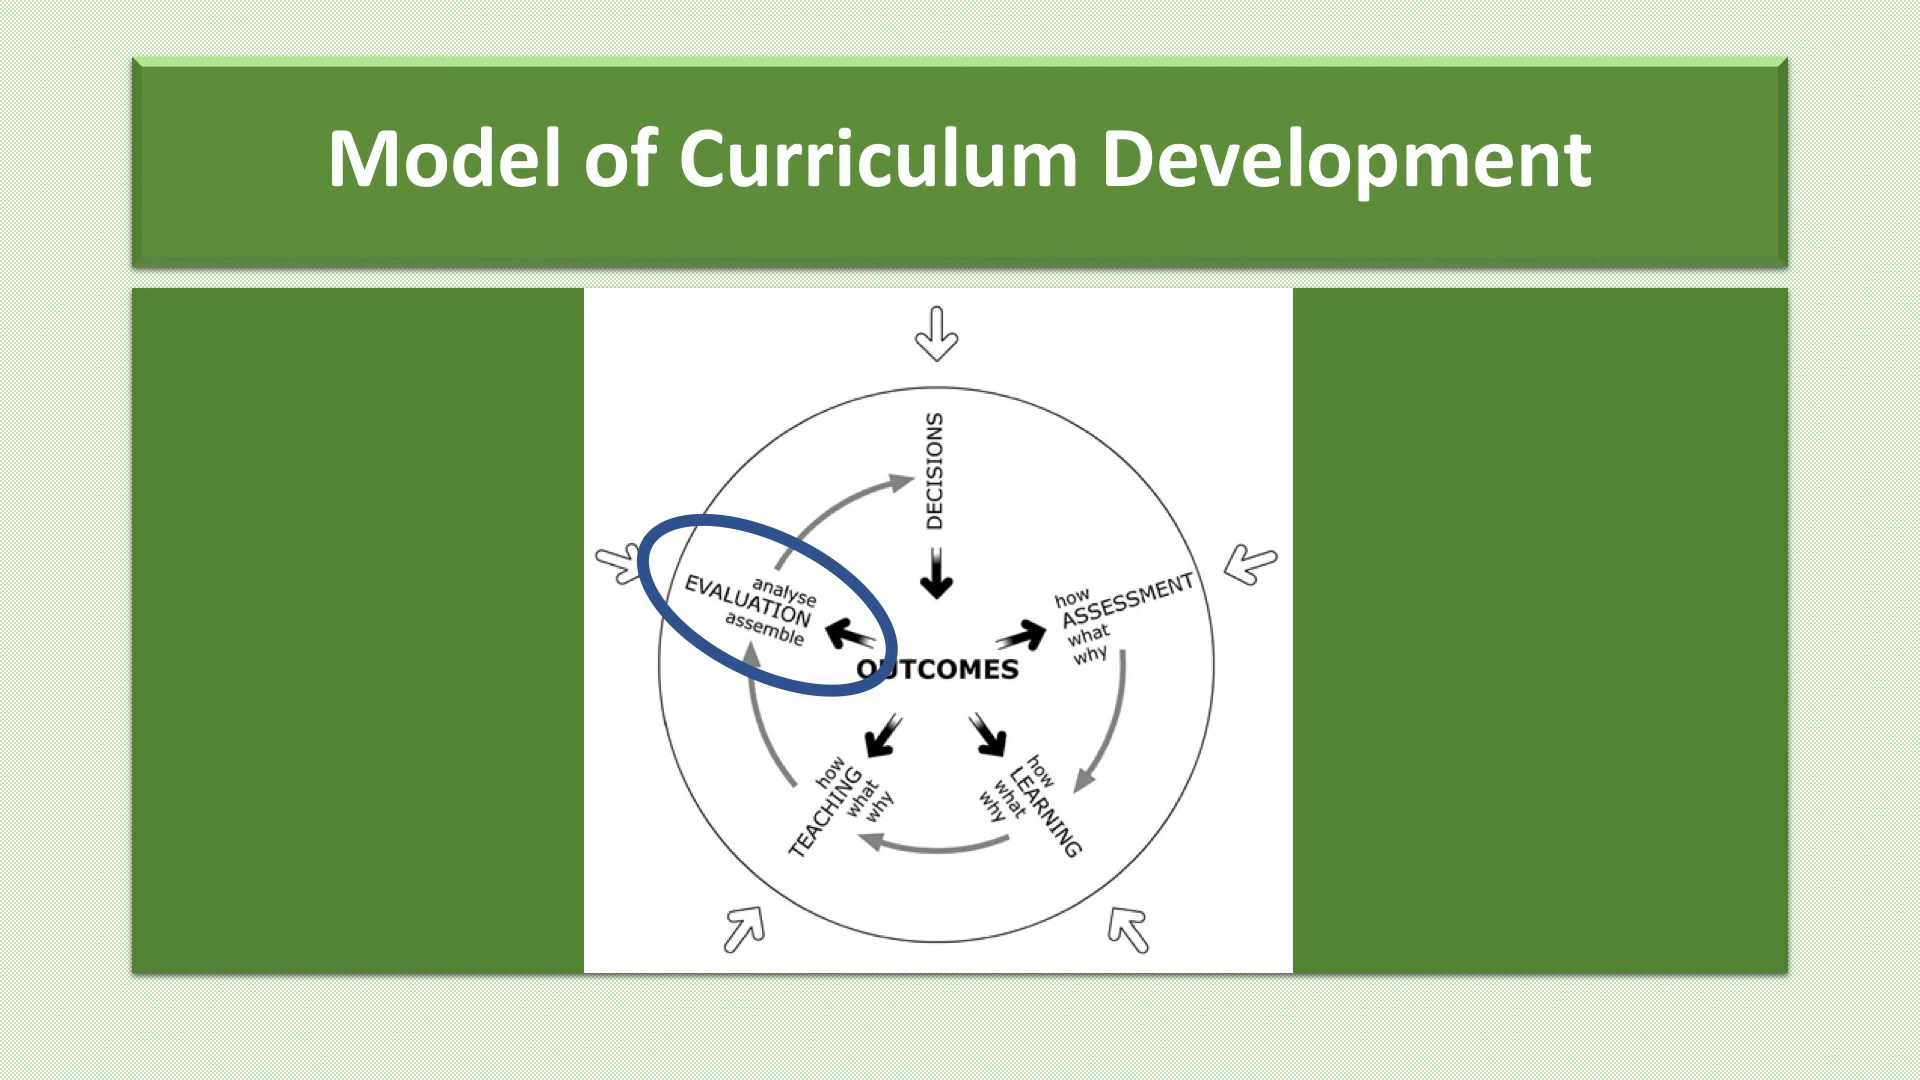 Model of Curriculum Development
DECISIONS
analyse
EVALUATION
assemble
how
ASSESSMENT
what
why
OUTCOMES
how
TEACHING
what
why
how
LEARNING
what
why